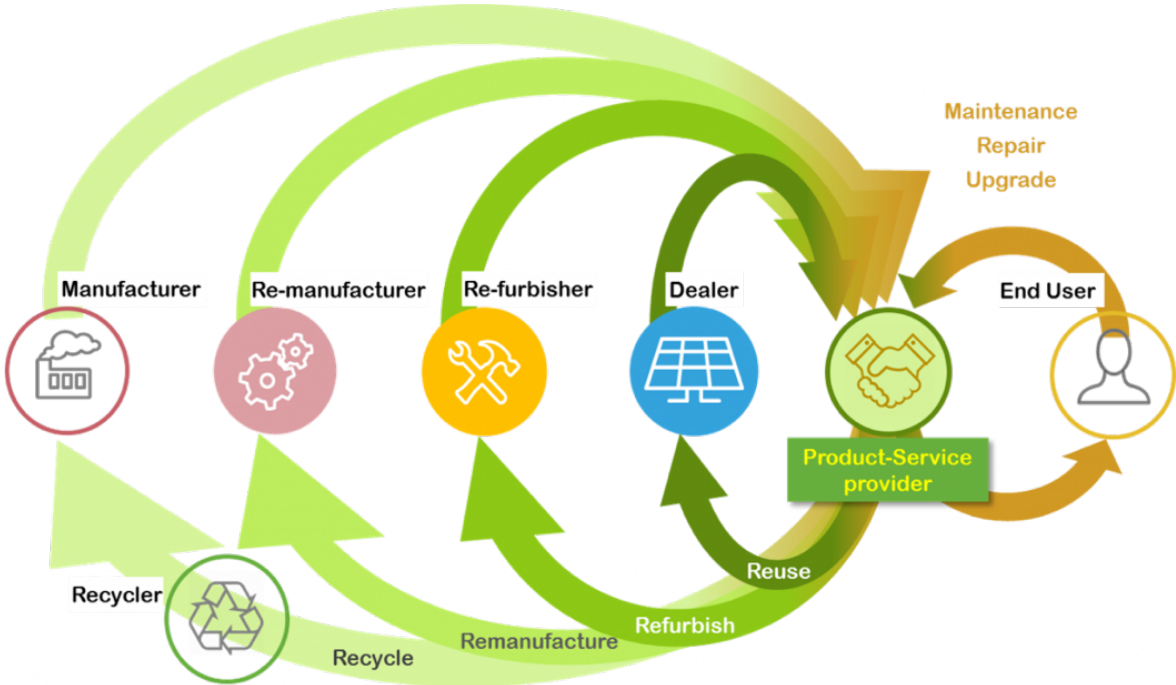 Maintenance
Repair
Upgrade
Manufacturer
Re-manufacturer
Re-furbisher
Dealer
End User
Product-Service
provider
Reuse
Recycler
Refurbish
Remanufacture
Recycle